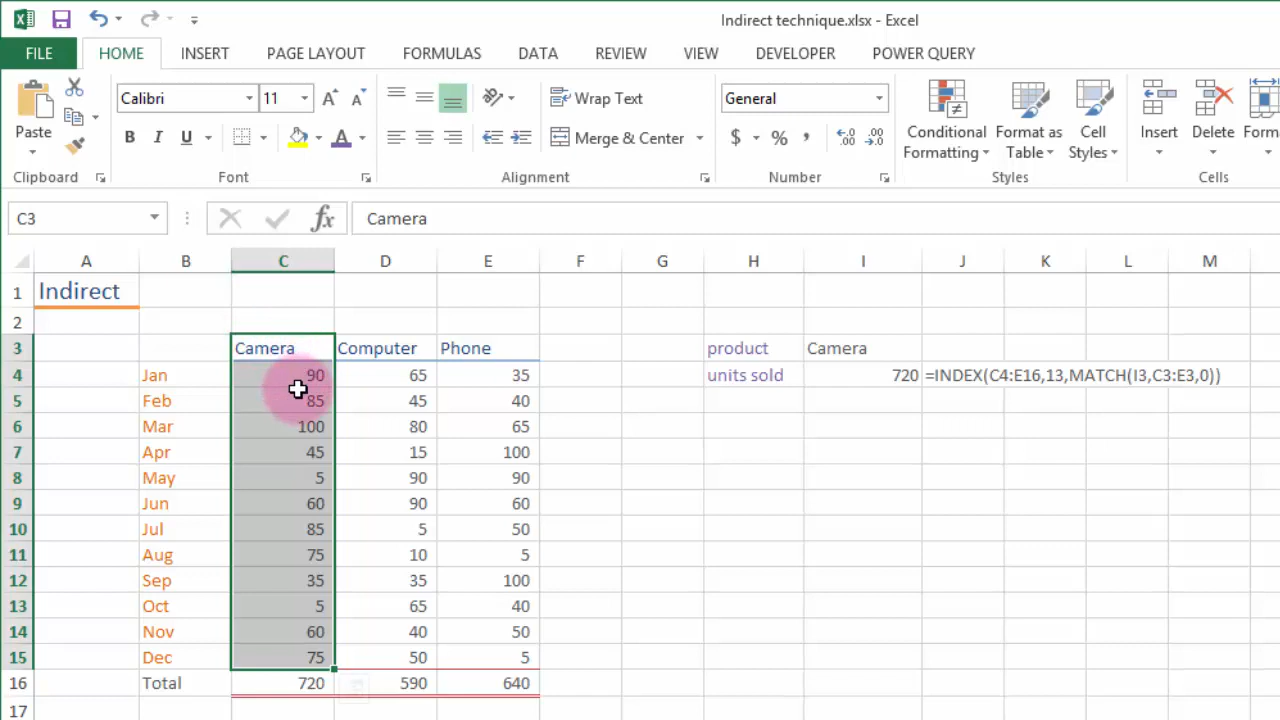 Indirect technique.xlsx - Excel
FILE HOME INSERT PAGE LAYOUT FORMULAS DATA REVIEW VIEW DEVELOPER POWER QUERY
Calibri 11 A A Wrap Text General
Paste B I U A Merge & Center $ % , .0 .00 .00 .0 Conditional Formatting Format as Table Cell Styles Insert Delete Form
Clipboard Font Alignment Number Styles Cells
C3 fx Camera
A B C D E F G H I J K L M
1 Indirect
2
3 Camera Computer Phone product Camera
4 Jan 90 65 35 units sold 720 =INDEX(C4:E16,13,MATCH(I3,C3:E3,0))
5 Feb 85 45 40
6 Mar 100 80 65
7 Apr 45 15 100
8 May 5 90 90
9 Jun 60 90 60
10 Jul 85 5 50
11 Aug 75 10 5
12 Sep 35 35 100
13 Oct 5 65 40
14 Nov 60 40 50
15 Dec 75 50 5
16 Total 720 590 640
17